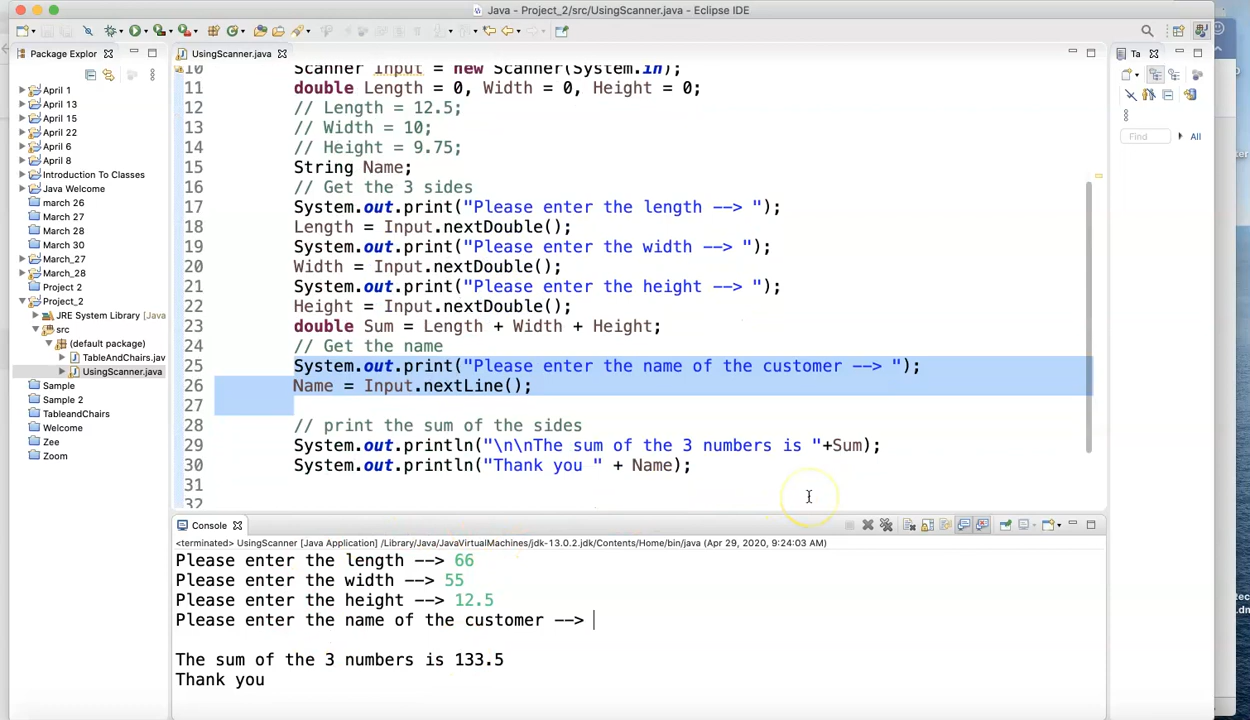 Java - Project_2/src/UsingScanner.java - Eclipse IDE
Package Explor
UsingScanner.java
Ta
April 1
April 13
April 15
April 22
April 6
April 8
Introduction To Classes
Java Welcome
march 26
March 27
March 28
March 30
March_27
March_28
Project 2
Project_2
JRE System Library [Java
src
(default package)
TableAndChairs.jav
UsingScanner.java
Sample
Sample 2
TableandChairs
Welcome
Zee
Zoom
10 Scanner Input = new Scanner(System.in);
11 double Length = 0, Width = 0, Height = 0;
12 // Length = 12.5;
13 // Width = 10;
14 // Height = 9.75;
15 String Name;
16 // Get the 3 sides
17 System.out.print("Please enter the length --> ");
18 Length = Input.nextDouble();
19 System.out.print("Please enter the width --> ");
20 Width = Input.nextDouble();
21 System.out.print("Please enter the height --> ");
22 Height = Input.nextDouble();
23 double Sum = Length + Width + Height;
24 // Get the name
25 System.out.print("Please enter the name of the customer --> ");
26 Name = Input.nextLine();
27
28 // print the sum of the sides
29 System.out.println("\n\nThe sum of the 3 numbers is "+Sum);
30 System.out.println("Thank you " + Name);
31
32
Find
All
Console
<terminated> UsingScanner [Java Application] /Library/Java/JavaVirtualMachines/jdk-13.0.2.jdk/Contents/Home/bin/java (Apr 29, 2020, 9:24:03 AM)
Please enter the length --> 66
Please enter the width --> 55
Please enter the height --> 12.5
Please enter the name of the customer -->
The sum of the 3 numbers is 133.5
Thank you